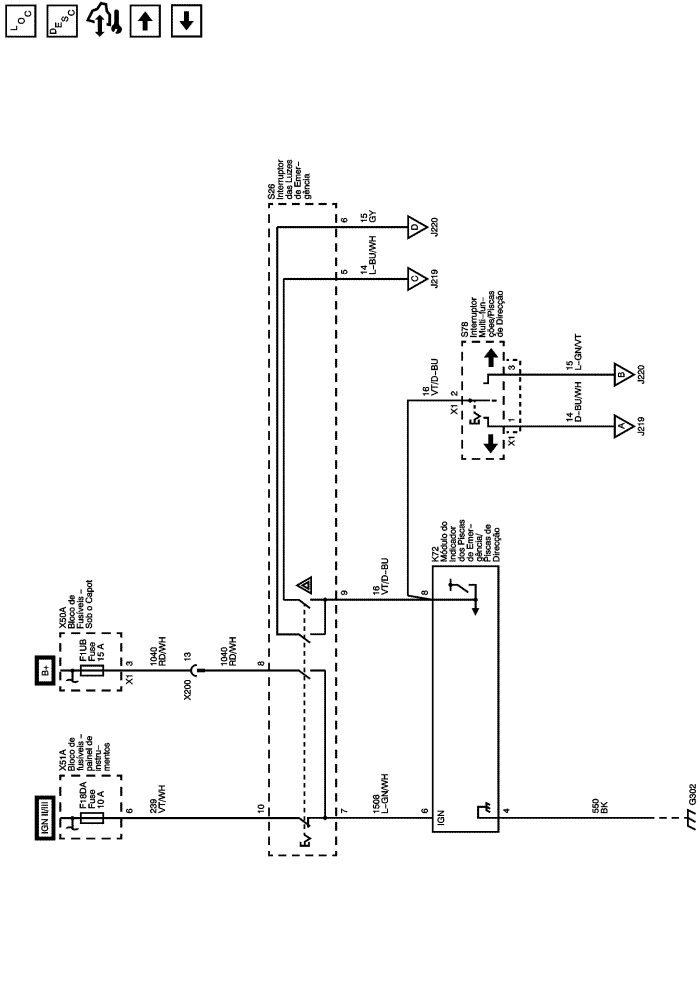 LOC
DESC
S26
Interruptor
das Luzes
de Emer-
gência
6
15
GY
D
J220
5
14
L-BU/WH
C
J219
S78
Interruptor
Multi-fun-
ções/Piscas
de Direcção
16
VT/D-BU
X1
2
3
15
L-GN/VT
B
J220
X1
1
14
D-BU/WH
A
J219
K72
Módulo do
Indicador
dos Piscas
de Emer-
gência/
Piscas de
Direcção
9
16
VT/D-BU
8
X50A
Bloco de
Fusíveis -
Sob o Capot
B+
F1UB
Fuse
15 A
X1
3
1040
RD/WH
X200
13
1040
RD/WH
8
X51A
Bloco de
fusíveis -
painel de
instru-
mentos
IGN II/III
F18DA
Fuse
10 A
6
239
VT/WH
10
7
1508
L-GN/WH
6
IGN
4
550
BK
G302